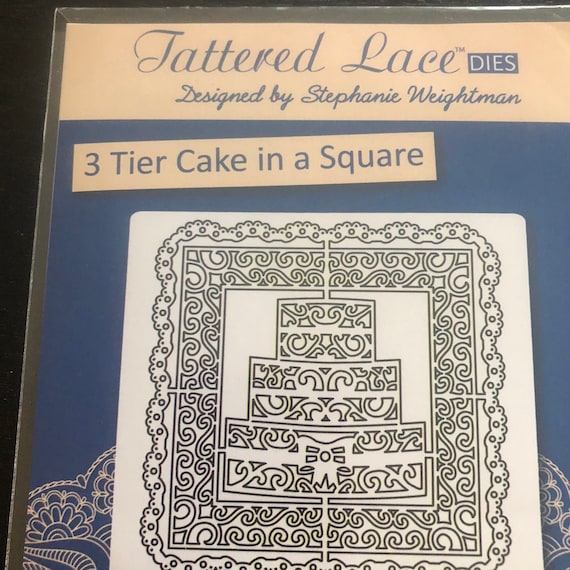 Tattered Lace™ DIES
Designed by Stephanie Weightman
3 Tier Cake in a Square